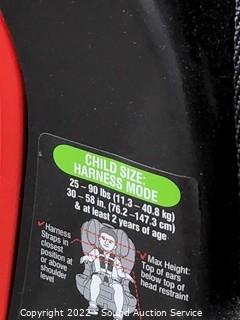 CHILD SIZE:
HARNESS MODE
25 – 90 lbs (11.3 – 40.8 kg)
30 – 58 in. (76.2 –147.3 cm)
& at least 2 years of age
✓ Harness
Straps in
closest
position at
or above
shoulder
level
✓ Max Height:
Top of ears
below top of
head restraint
Copyright 2022 - Sound Auction Service